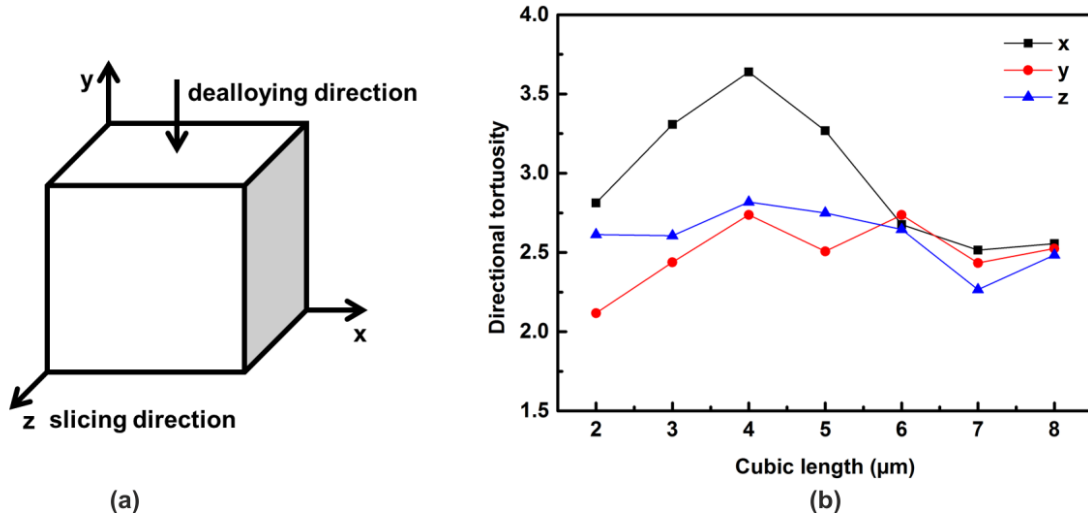 y
dealloying direction
x
z slicing direction
(a)
4.0
3.5
3.0
2.5
2.0
1.5
Directional tortuosity
x
y
z
2 3 4 5 6 7 8
Cubic length (µm)
(b)